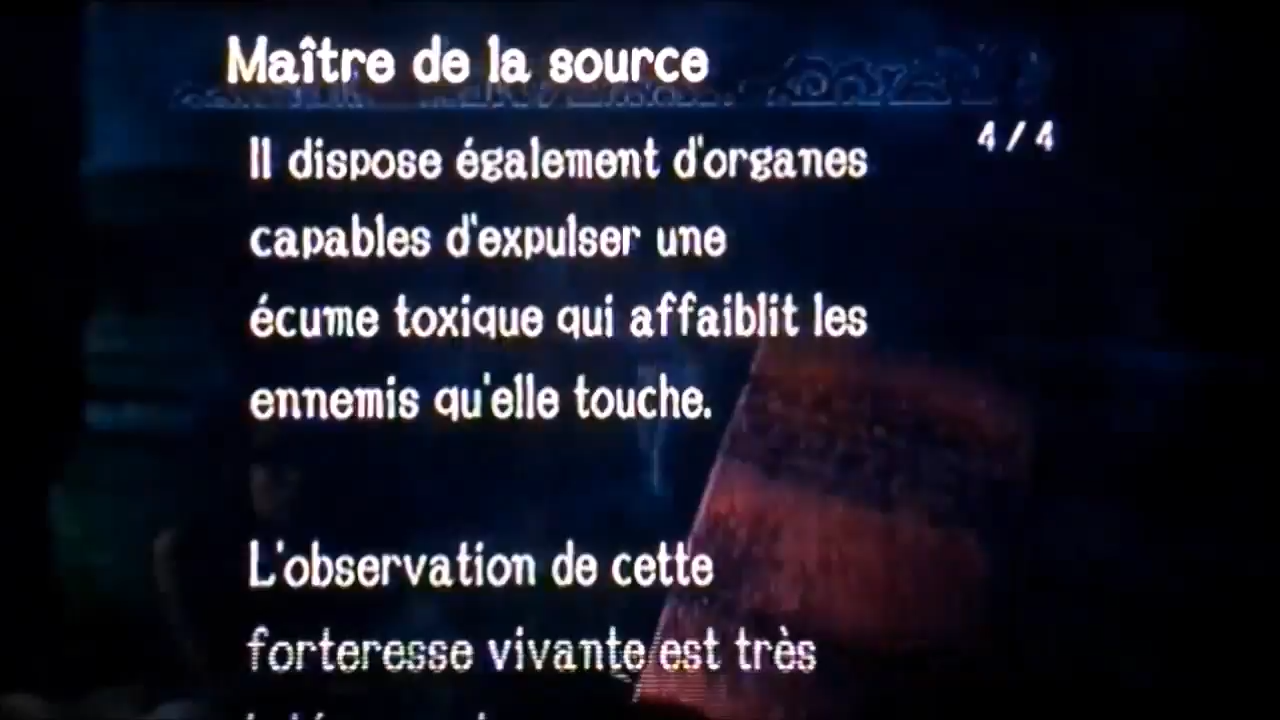 Maître de la source
4/4
Il dispose également d'organes
capables d'expulser une
écume toxique qui affaiblit les
ennemis qu'elle touche.
L'observation de cette
forteresse vivante est très